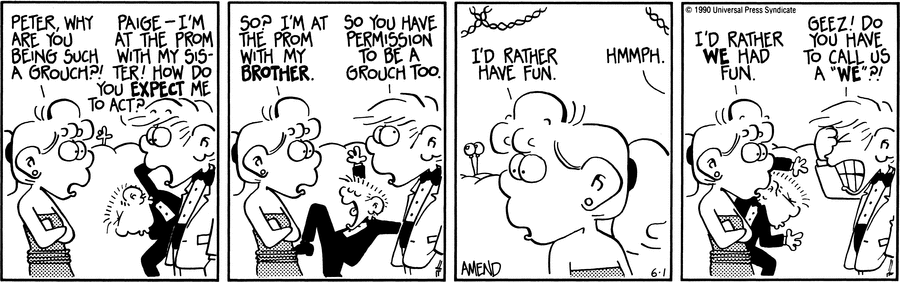 PETER, WHY
ARE YOU
BEING SUCH
A GROUCH?!
PAIGE – I'M
AT THE PROM
WITH MY SIS-
TER! HOW DO
YOU EXPECT ME
TO ACT?
SO? I'M AT
THE PROM
WITH MY
BROTHER.
SO YOU HAVE
PERMISSION
TO BE A
GROUCH TOO.
I'D RATHER
HAVE FUN.
HMMPH.
AMEND
6-1
© 1990 Universal Press Syndicate
I'D RATHER
WE HAD
FUN.
GEEZ! DO
YOU HAVE
TO CALL US
A "WE"?!